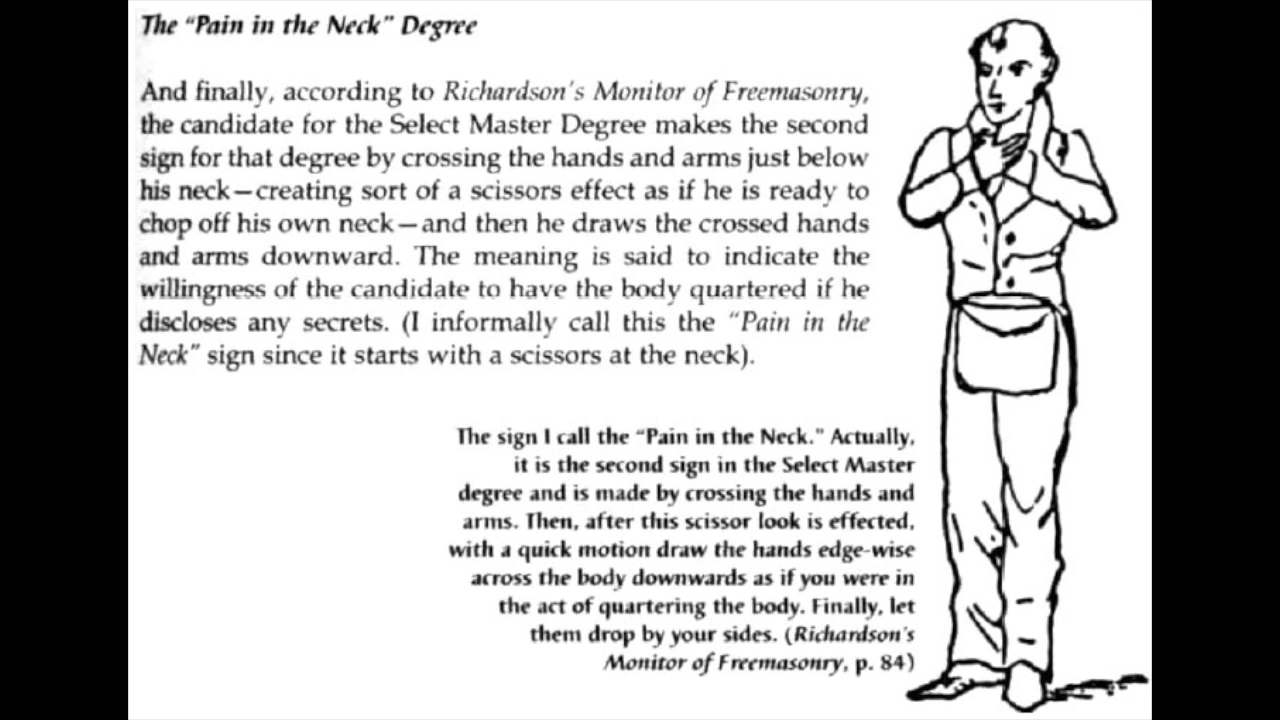 The “Pain in the Neck” Degree
And finally, according to Richardson’s Monitor of Freemasonry,
the candidate for the Select Master Degree makes the second
sign for that degree by crossing the hands and arms just below
his neck—creating sort of a scissors effect as if he is ready to
chop off his own neck—and then he draws the crossed hands
and arms downward. The meaning is said to indicate the
willingness of the candidate to have the body quartered if he
discloses any secrets. (I informally call this the “Pain in the
Neck” sign since it starts with a scissors at the neck).
The sign I call the “Pain in the Neck.” Actually,
it is the second sign in the Select Master
degree and is made by crossing the hands and
arms. Then, after this scissor look is effected,
with a quick motion draw the hands edge-wise
across the body downwards as if you were in
the act of quartering the body. Finally, let
them drop by your sides. (Richardson’s
Monitor of Freemasonry, p. 84)